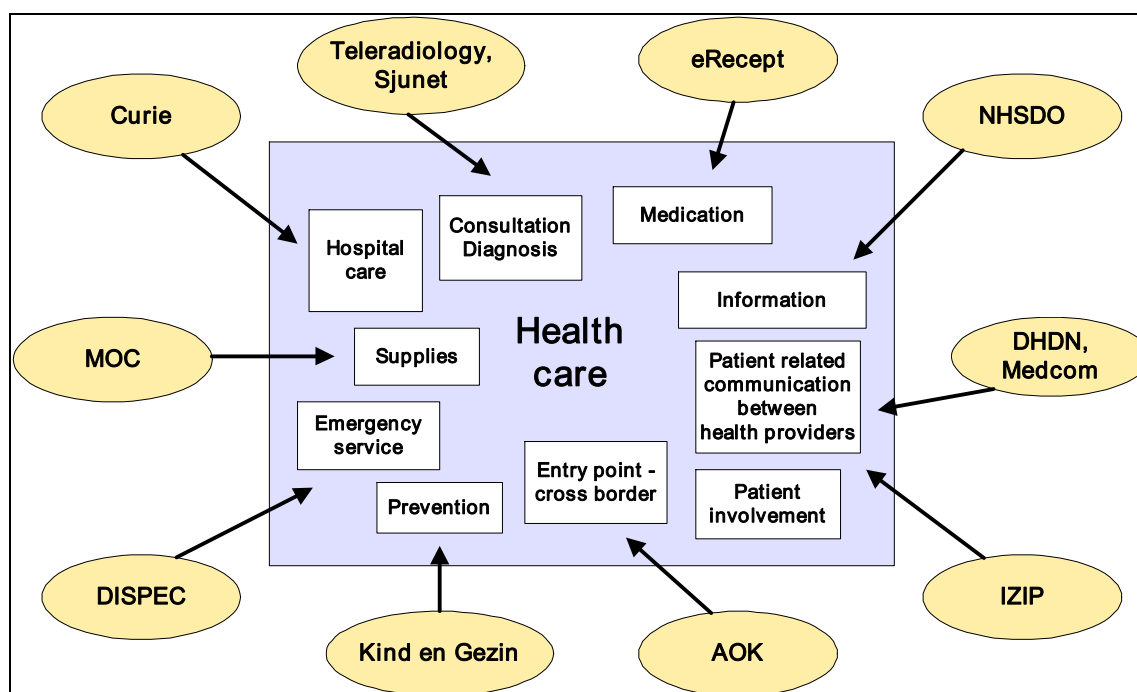 Teleradiology,
Sjunet
eRecept
Curie
NHSDO
Hospital
care
Consultation
Diagnosis
Medication
Information
Health
care
MOC
Supplies
Patient related
communication
between
health providers
DHDN,
Medcom
Emergency
service
Prevention
Entry point -
cross border
Patient
involvement
DISPEC
Kind en Gezin
AOK
IZIP